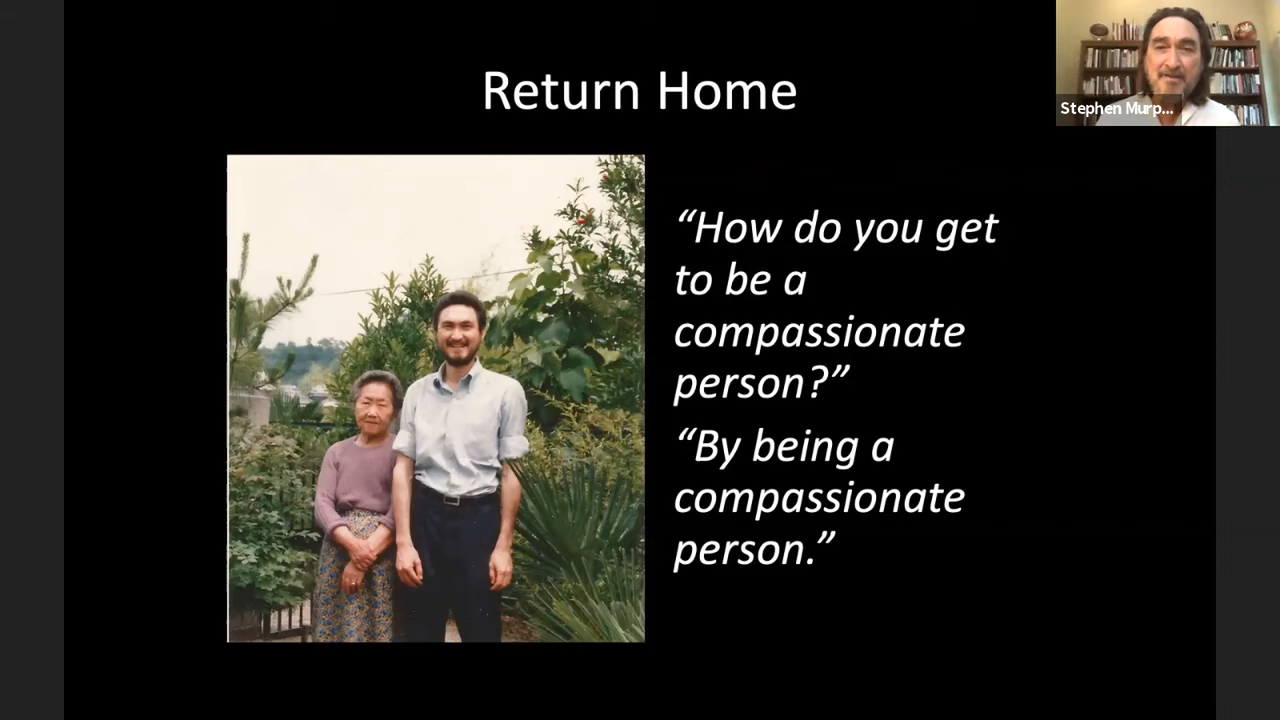 Return Home
Stephen Murp...
“How do you get
to be a
compassionate
person?”
“By being a
compassionate
person.”